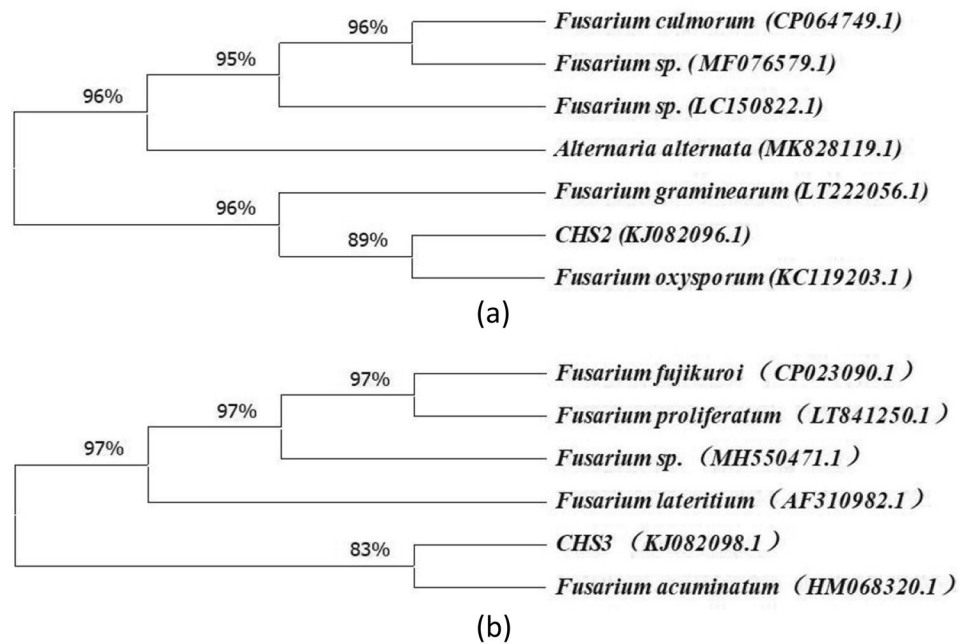 96%
Fusarium culmorum (CP064749.1)
95%
Fusarium sp. (MF076579.1)
96%
Fusarium sp. (LC150822.1)
Alternaria alternata (MK828119.1)
96%
Fusarium graminearum (LT222056.1)
89%
CHS2 (KJ082096.1)
Fusarium oxysporum (KC119203.1)
(a)
97%
Fusarium fujikuroi （CP023090.1）
97%
Fusarium proliferatum （LT841250.1）
97%
Fusarium sp. （MH550471.1）
Fusarium lateritium （AF310982.1）
83%
CHS3 （KJ082098.1）
Fusarium acuminatum （HM068320.1）
(b)